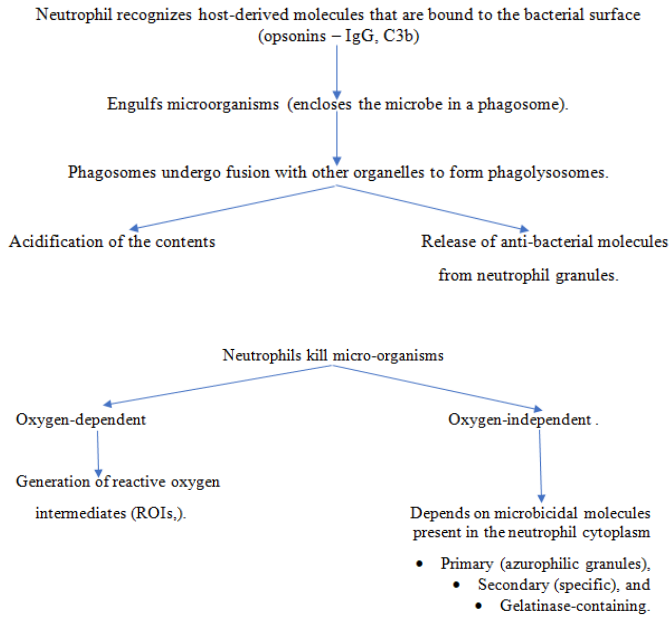 Neutrophil recognizes host-derived molecules that are bound to the bacterial surface
(opsonins – IgG, C3b)
Engulfs microorganisms (encloses the microbe in a phagosome).
Phagosomes undergo fusion with other organelles to form phagolysosomes.
Acidification of the contents
Release of anti-bacterial molecules
from neutrophil granules.
Neutrophils kill micro-organisms
Oxygen-dependent
Oxygen-independent .
Generation of reactive oxygen
intermediates (ROIs,).
Depends on microbicidal molecules
present in the neutrophil cytoplasm
• Primary (azurophilic granules),
• Secondary (specific), and
• Gelatinase-containing.